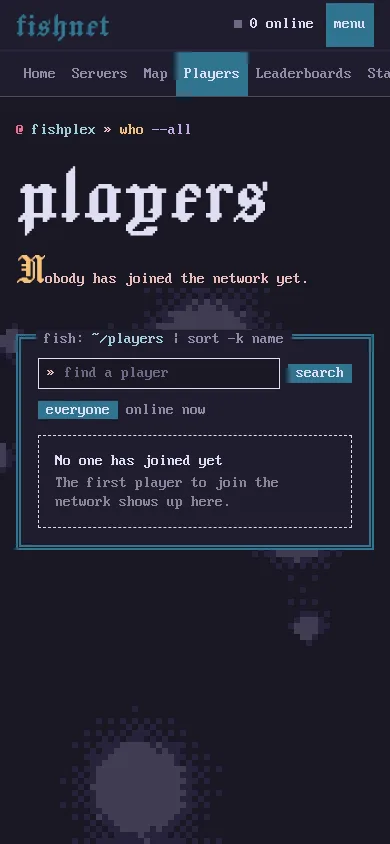 fishnet
0 online
menu
Home Servers Map Players Leaderboards Sta
@ fishplex » who --all
players
Nobody has joined the network yet.
fish: ~/players | sort -k name
» find a player
search
everyone online now
No one has joined yet
The first player to join the
network shows up here.